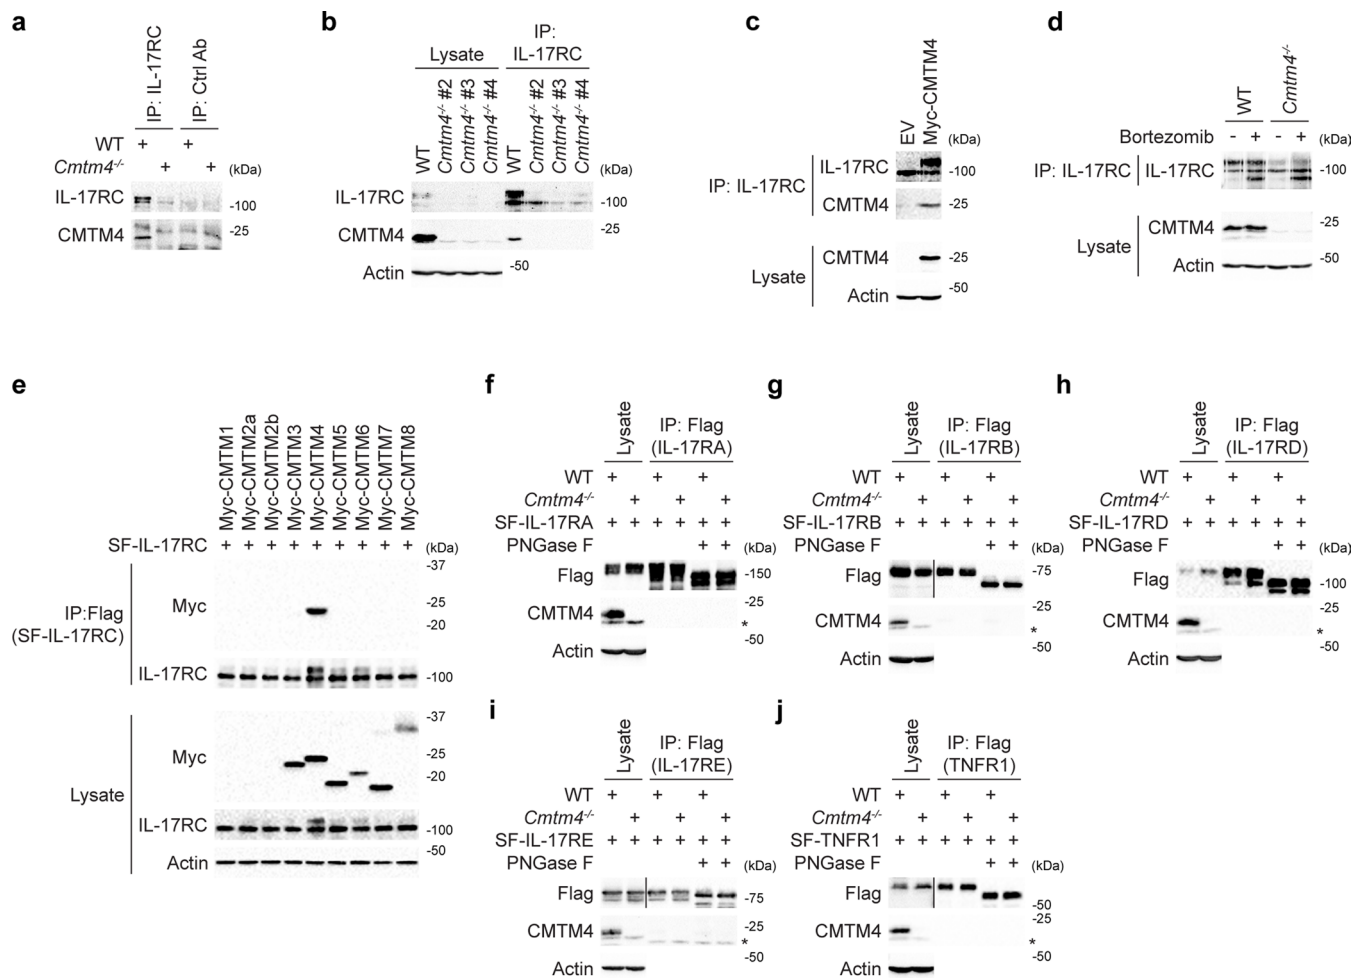 a
IP: IL-17RC
IP: Ctrl Ab
WT + +
Cmtm4-/- + + (kDa)
IL-17RC -100
CMTM4 -25
b
Lysate IP: IL-17RC
WT
Cmtm4-/- #2
Cmtm4-/- #3
Cmtm4-/- #4
WT
Cmtm4-/- #2
Cmtm4-/- #3
Cmtm4-/- #4
(kDa)
IL-17RC -100
CMTM4 -25
Actin -50
c
EV
Myc-CMTM4
(kDa)
IP: IL-17RC
IL-17RC -100
CMTM4 -25
Lysate
CMTM4 -25
Actin -50
d
WT
Cmtm4-/-
Bortezomib - + - + (kDa)
IP: IL-17RC IL-17RC -100
Lysate
CMTM4 -25
Actin -50
e
Myc-CMTM1
Myc-CMTM2a
Myc-CMTM2b
Myc-CMTM3
Myc-CMTM4
Myc-CMTM5
Myc-CMTM6
Myc-CMTM7
Myc-CMTM8
SF-IL-17RC + + + + + + + + + (kDa)
IP:Flag
(SF-IL-17RC)
-37
Myc -25
-20
IL-17RC -100
Lysate
-37
Myc -25
-20
IL-17RC -100
-50
Actin
f
Lysate
IP: Flag
(IL-17RA)
WT + + +
Cmtm4-/- + + +
SF-IL-17RA + + + + + +
PNGase F + + (kDa)
Flag -150
-25
CMTM4 *
-50
Actin
g
Lysate
IP: Flag
(IL-17RB)
WT + + +
Cmtm4-/- + + +
SF-IL-17RB + + + + + +
PNGase F + + (kDa)
Flag -75
-25
CMTM4 *
-50
Actin
h
Lysate
IP: Flag
(IL-17RD)
WT + + +
Cmtm4-/- + + +
SF-IL-17RD + + + + + +
PNGase F + + (kDa)
Flag -100
-25
CMTM4 *
-50
Actin
i
Lysate
IP: Flag
(IL-17RE)
WT + + +
Cmtm4-/- + + +
SF-IL-17RE + + + + + +
PNGase F + + (kDa)
Flag -75
-25
CMTM4 *
-50
Actin
j
Lysate
IP: Flag
(TNFR1)
WT + + +
Cmtm4-/- + + +
SF-TNFR1 + + + + + +
PNGase F + + (kDa)
Flag -50
-25
CMTM4 *
-50
Actin